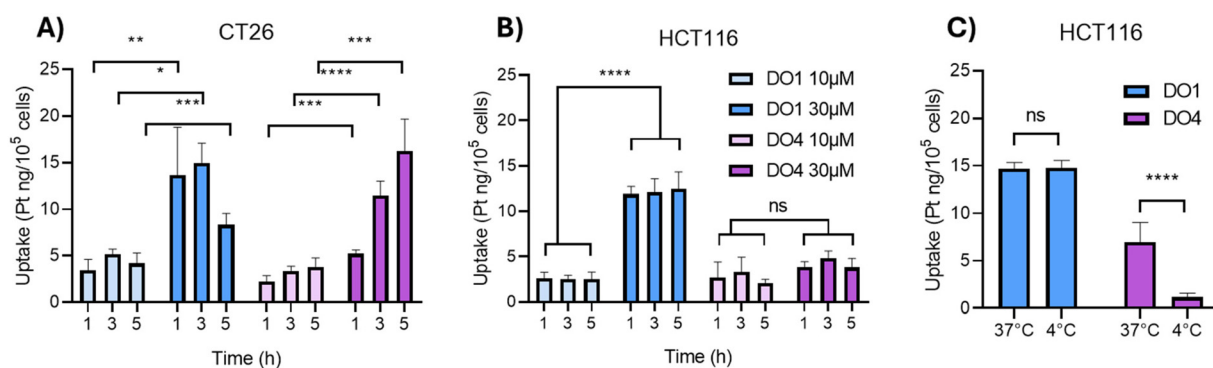 A)
CT26
Uptake (Pt ng/10⁵ cells)
25
20
15
10
5
0
**
*
***
***
****
***
1 3 5 1 3 5 1 3 5 1 3 5
Time (h)
B)
HCT116
Uptake (Pt ng/10⁵ cells)
25
20
15
10
5
0
****
ns
DO1 10µM
DO1 30µM
DO4 10µM
DO4 30µM
1 3 5 1 3 5 1 3 5 1 3 5
Time (h)
C)
HCT116
Uptake (Pt ng/10⁵ cells)
25
20
15
10
5
0
ns
****
DO1
DO4
37°C 4°C 37°C 4°C